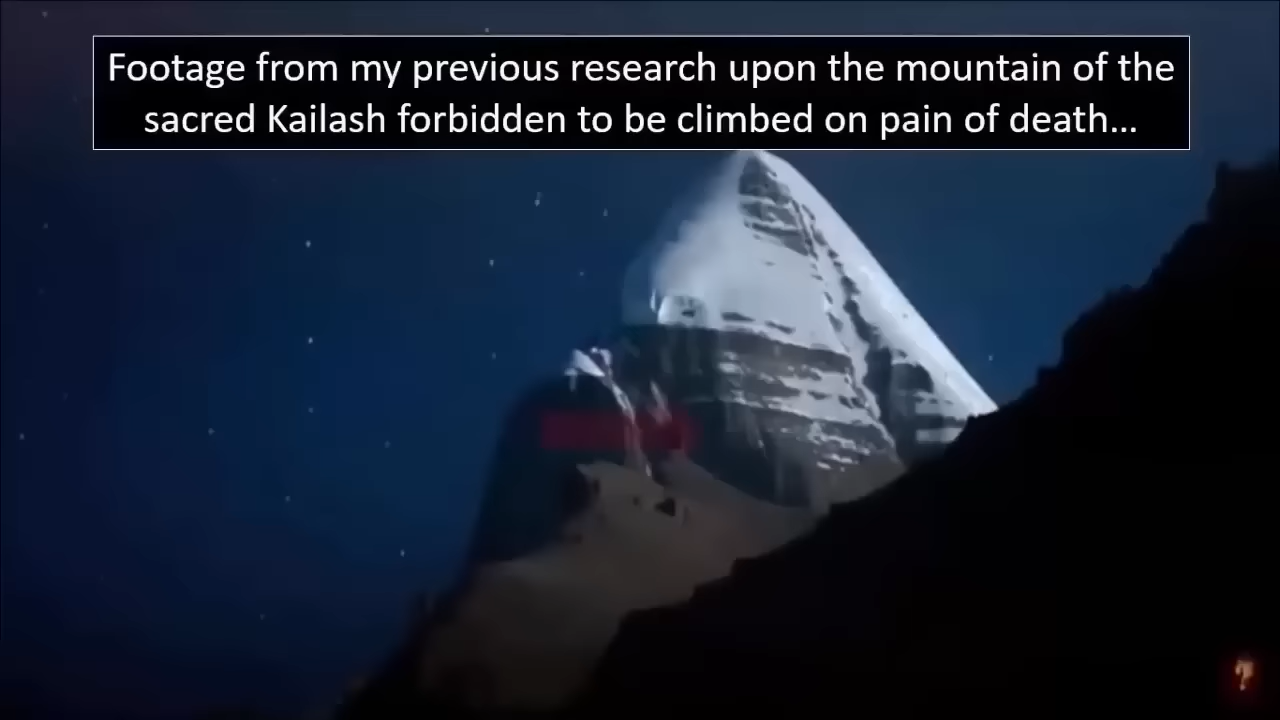 Footage from my previous research upon the mountain of the
sacred Kailash forbidden to be climbed on pain of death...